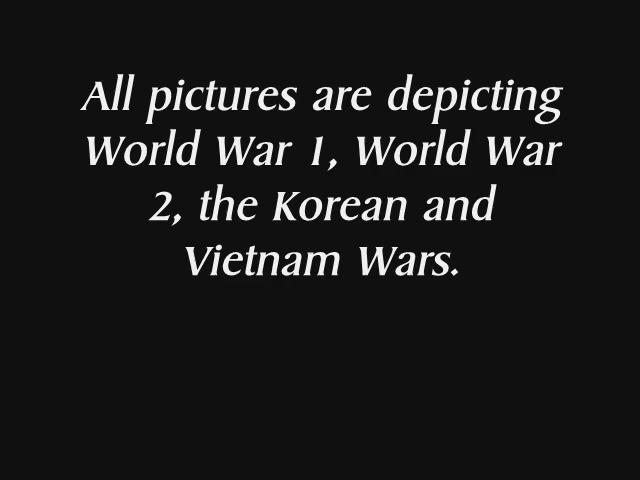 All pictures are depicting
World War 1, World War
2, the Korean and
Vietnam Wars.